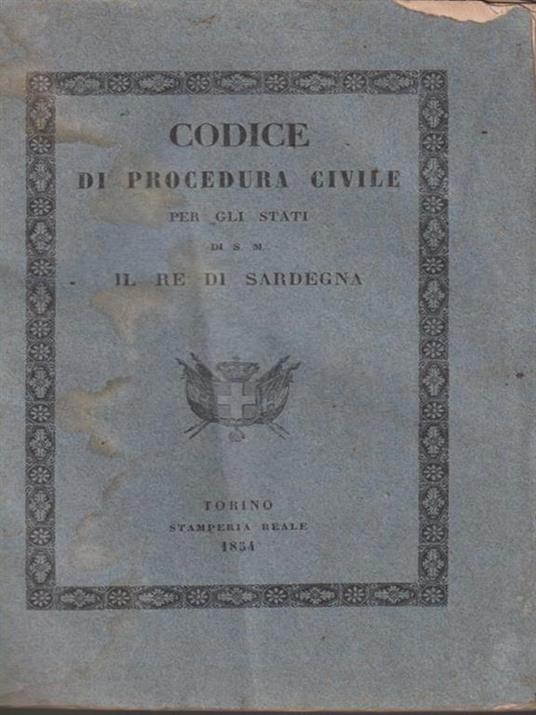 CODICE
DI PROCEDURA CIVILE
PER GLI STATI
DI S. M.
IL RE DI SARDEGNA
TORINO
STAMPERIA REALE
1854